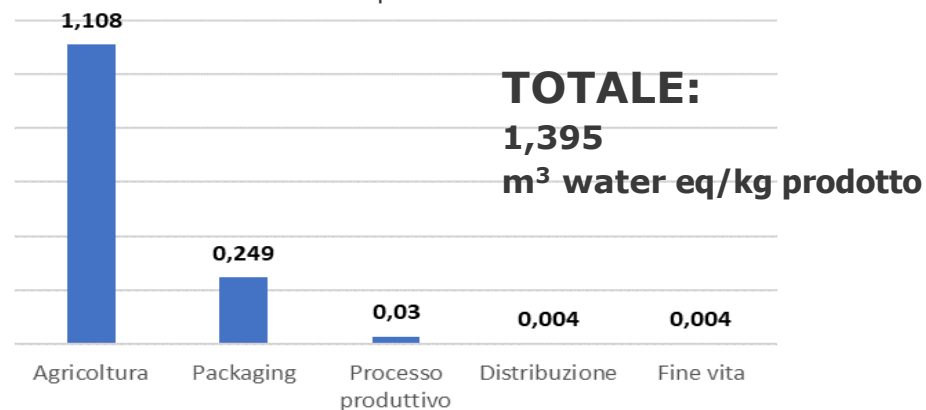 1,108
TOTALE:
1,395
m³ water eq/kg prodotto
0,249
0,03
0,004
0,004
Agricoltura
Packaging
Processo
produttivo
Distribuzione
Fine vita